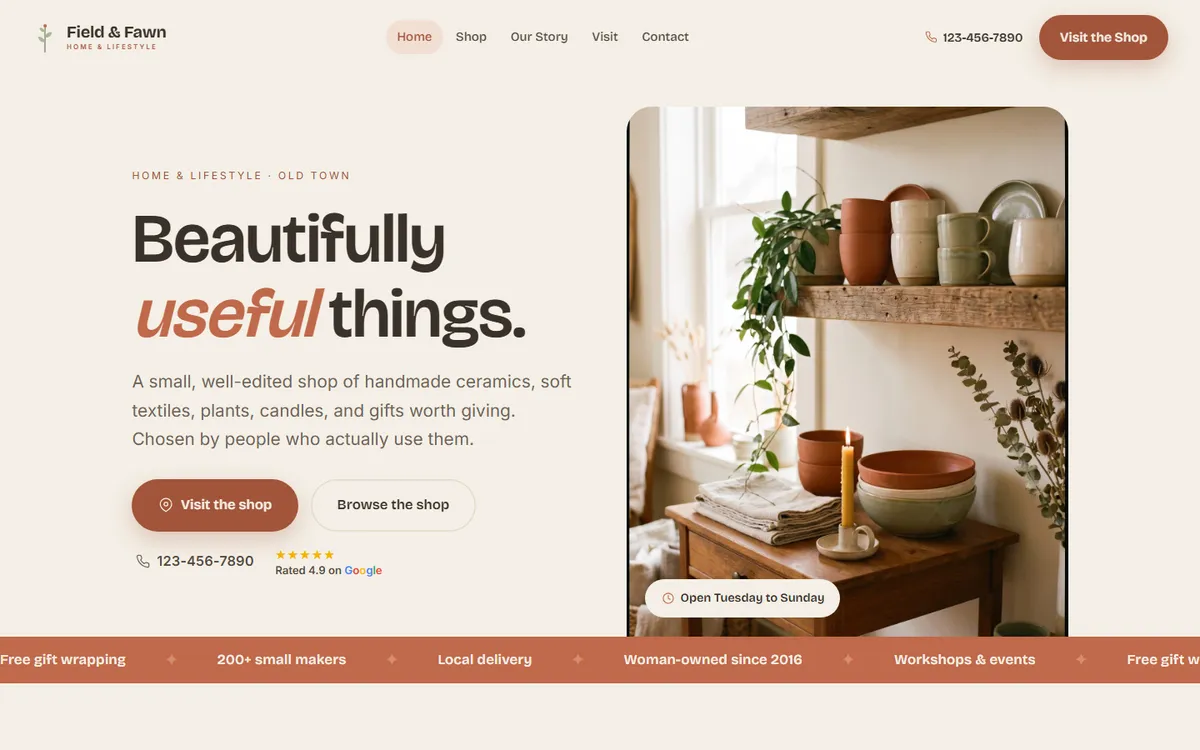 Field & Fawn
HOME & LIFESTYLE
Home
Shop
Our Story
Visit
Contact
123-456-7890
Visit the Shop
HOME & LIFESTYLE · OLD TOWN
Beautifully
useful things.
A small, well-edited shop of handmade ceramics, soft
textiles, plants, candles, and gifts worth giving.
Chosen by people who actually use them.
Visit the shop
Browse the shop
123-456-7890
★★★★★
Rated 4.9 on Google
Open Tuesday to Sunday
Free gift wrapping ✦ 200+ small makers ✦ Local delivery ✦ Woman-owned since 2016 ✦ Workshops & events ✦ Free gift w